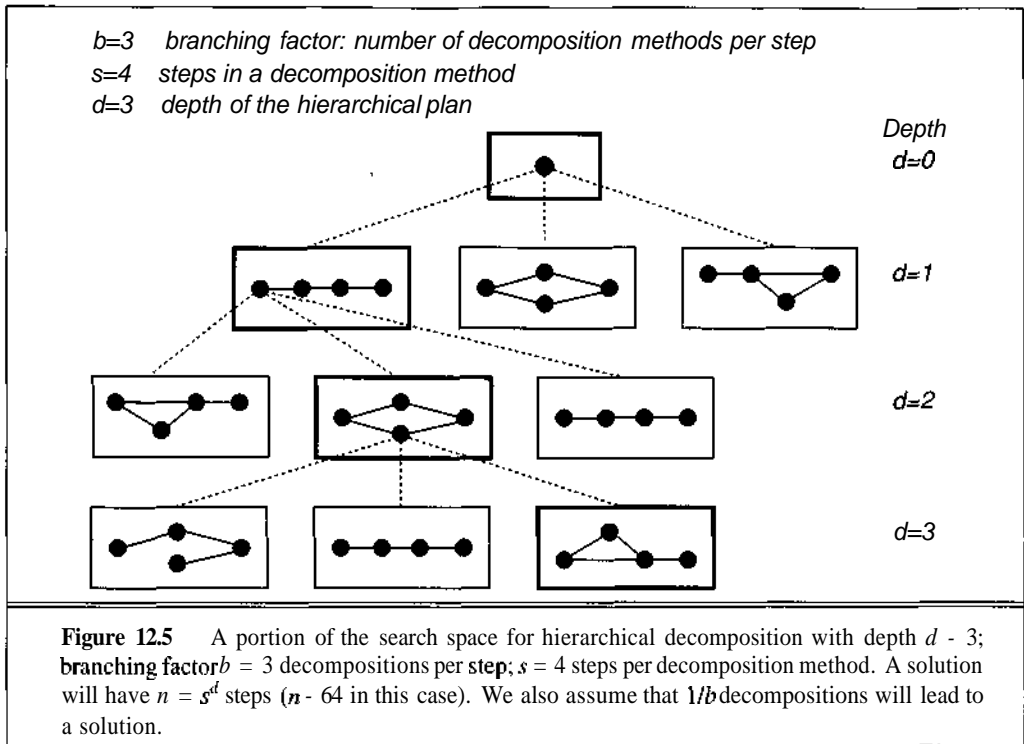 b=3 branching factor: number of decomposition methods per step
s=4 steps in a decomposition method
d=3 depth of the hierarchical plan
Depth
d=0
d=1
d=2
d=3
Figure 12.5 A portion of the search space for hierarchical decomposition with depth d - 3;
branching factor b = 3 decompositions per step; s = 4 steps per decomposition method. A solution
will have n = s^d steps (n - 64 in this case). We also assume that 1/b decompositions will lead to
a solution.